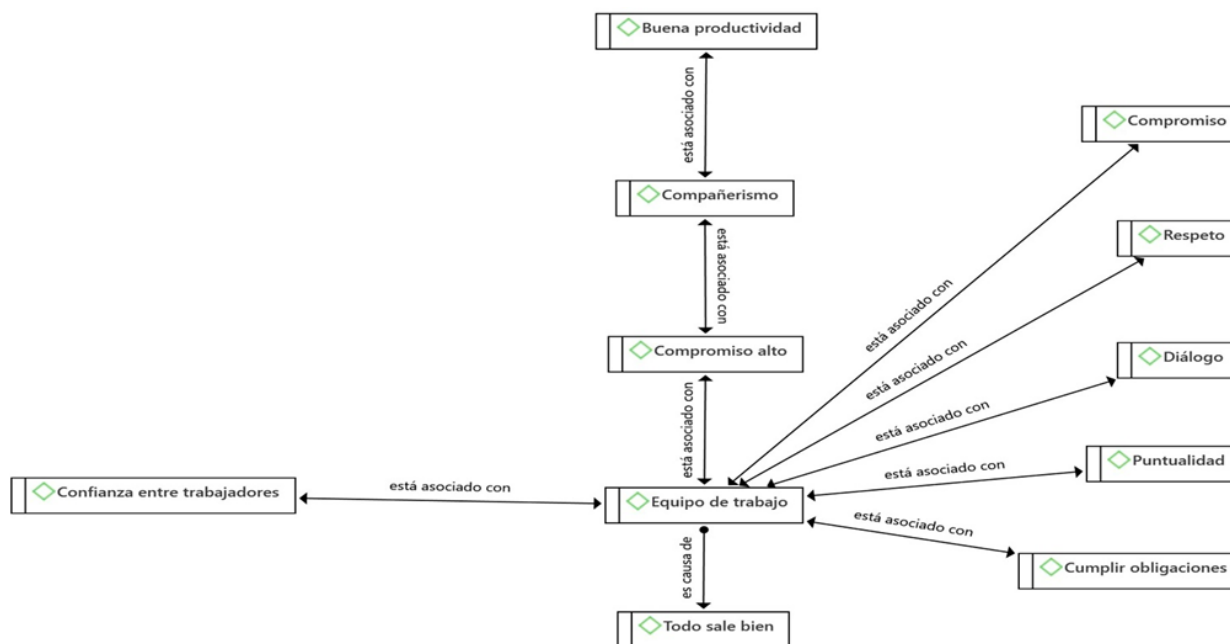 Buena productividad
está asociado con
Compromiso
Compañerismo
está asociado con
Respeto
está asociado con
Compromiso alto
está asociado con
Diálogo
está asociado con
está asociado con
Puntualidad
está asociado con
Confianza entre trabajadores
está asociado con
Equipo de trabajo
está asociado con
es causa de
Cumplir obligaciones
Todo sale bien